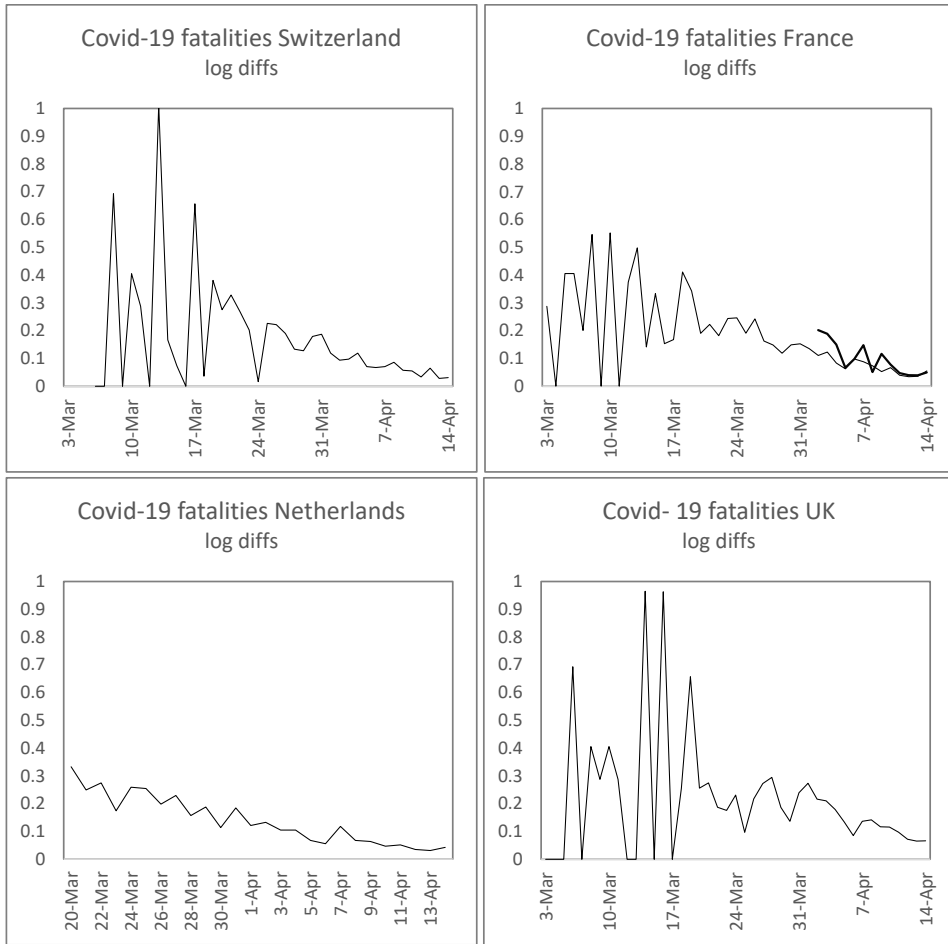 Covid-19 fatalities Switzerland
log diffs
1
0.9
0.8
0.7
0.6
0.5
0.4
0.3
0.2
0.1
0
3-Mar
10-Mar
17-Mar
24-Mar
31-Mar
7-Apr
14-Apr
Covid-19 fatalities France
log diffs
1
0.9
0.8
0.7
0.6
0.5
0.4
0.3
0.2
0.1
0
3-Mar
10-Mar
17-Mar
24-Mar
31-Mar
7-Apr
14-Apr
Covid-19 fatalities Netherlands
log diffs
1
0.9
0.8
0.7
0.6
0.5
0.4
0.3
0.2
0.1
0
20-Mar
22-Mar
24-Mar
26-Mar
28-Mar
30-Mar
1-Apr
3-Apr
5-Apr
7-Apr
9-Apr
11-Apr
13-Apr
Covid- 19 fatalities UK
log diffs
1
0.9
0.8
0.7
0.6
0.5
0.4
0.3
0.2
0.1
0
3-Mar
10-Mar
17-Mar
24-Mar
31-Mar
7-Apr
14-Apr